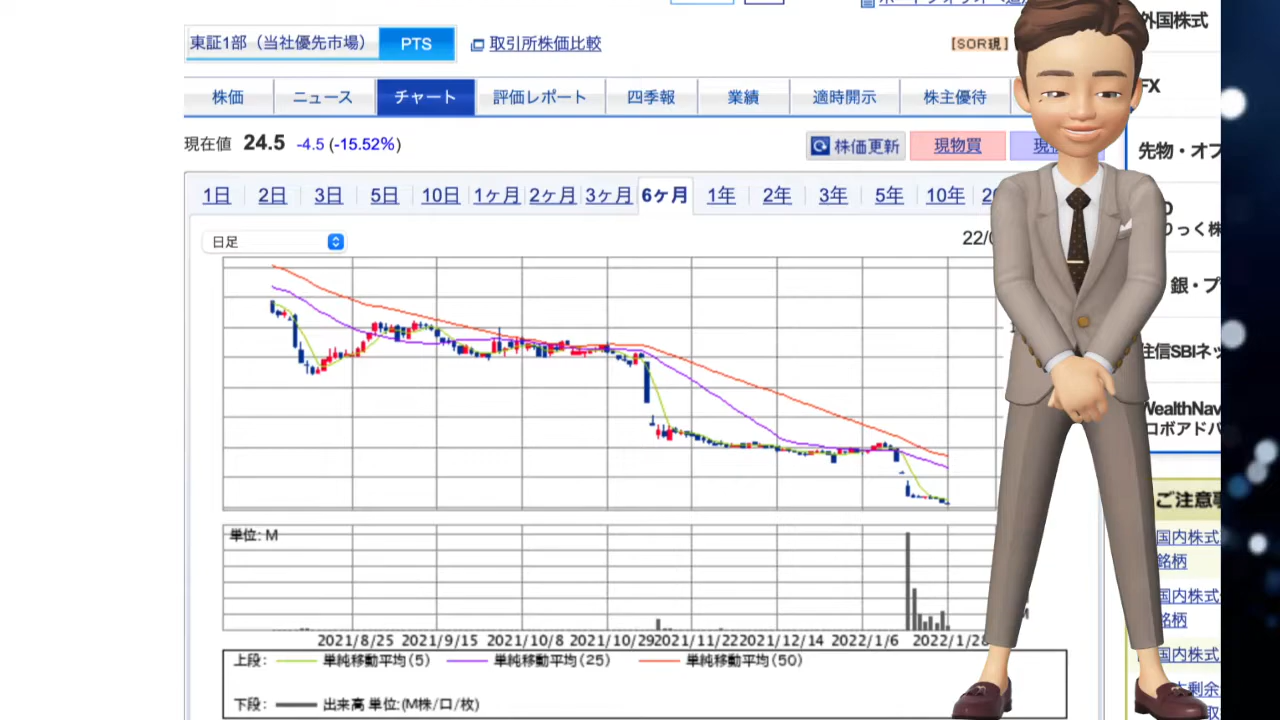 東証1部（当社優先市場） PTS 取引所株価比較 [SOR現]
外国株式
FX
株価 ニュース チャート 評価レポート 四季報 業績 適時開示 株主優待
現在値 24.5 -4.5 (-15.52%) 株価更新 現物買
先物・オプ
1日 2日 3日 5日 10日 1ヶ月 2ヶ月 3ヶ月 6ヶ月 1年 2年 3年 5年 10年
日足 22/0
銀・プ
住信SBIネッ
WealthNav
ロボアドバ
ご注意事
単位: M
国内株式
銘柄
国内株式
銘柄
2021/8/25 2021/9/15 2021/10/8 2021/10/29 2021/11/22 2021/12/14 2022/1/6 2022/1/28
国内株式
上段: 単純移動平均(5) 単純移動平均(25) 単純移動平均(50)
下段: 出来高 単位:(M株/口/枚)